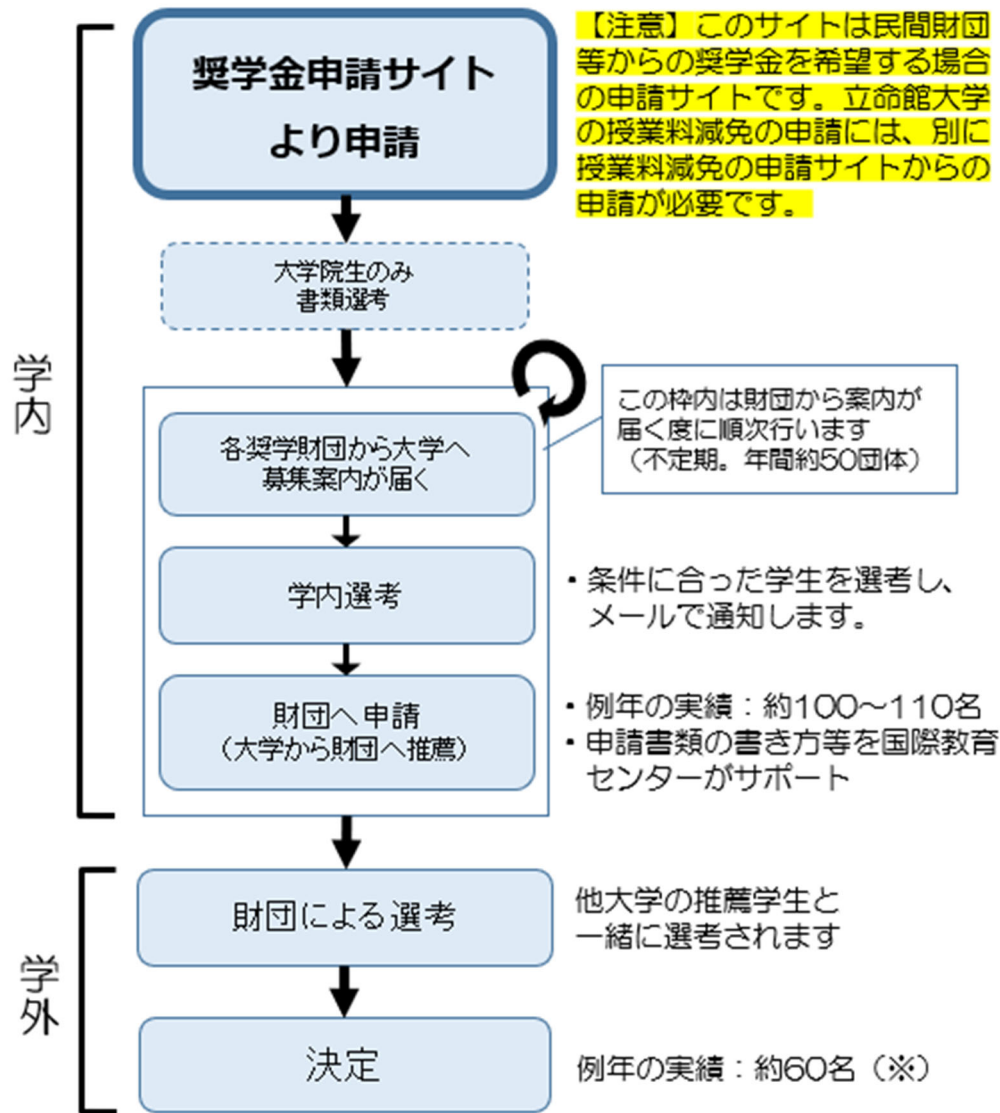 奨学金申請サイト
より申請
【注意】このサイトは民間財団
等からの奨学金を希望する場合
の申請サイトです。立命館大学
の授業料減免の申請には、別に
授業料減免の申請サイトからの
申請が必要です。
大学院生のみ
書類選考
学内
この枠内は財団から案内が
届く度に順次行います
（不定期。年間約50団体）
各奨学財団から大学へ
募集案内が届く
学内選考
・条件に合った学生を選考し、
メールで通知します。
財団へ申請
（大学から財団へ推薦）
・例年の実績：約100～110名
・申請書類の書き方等を国際教育
センターがサポート
学外
財団による選考
他大学の推薦学生と
一緒に選考されます
決定
例年の実績：約60名（※）